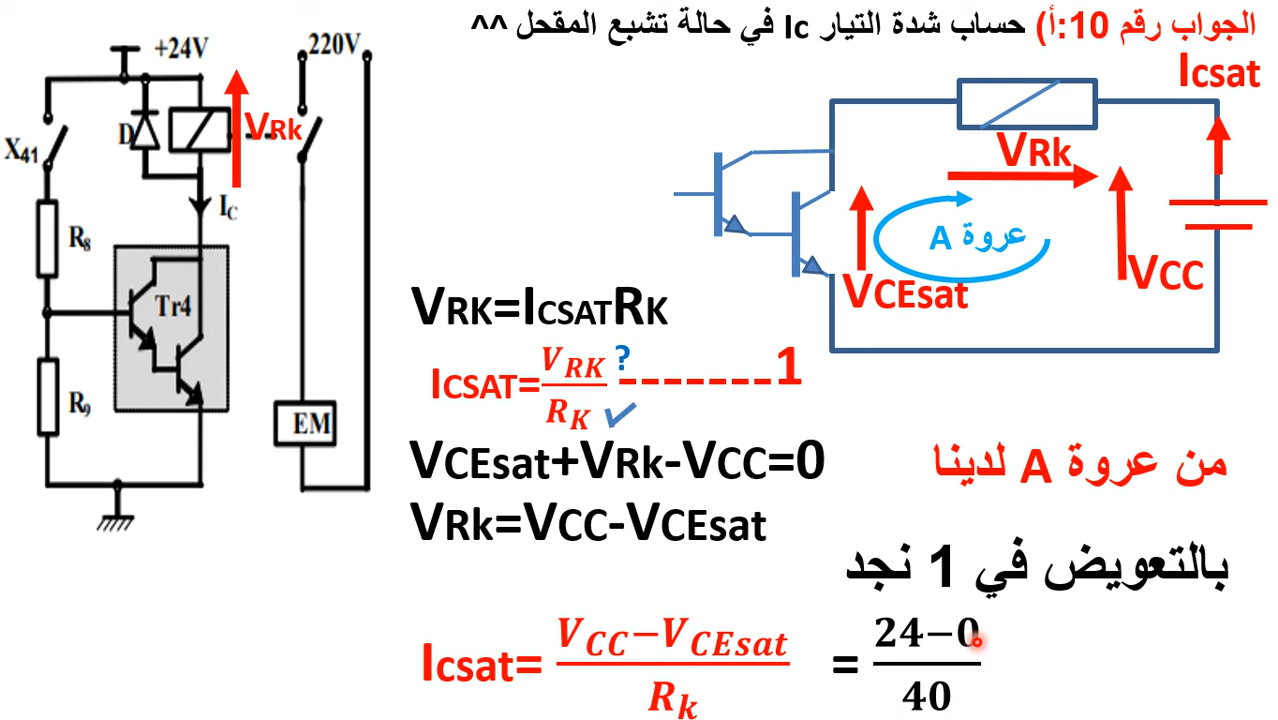 الجواب رقم 10:أ) حساب شدة التيار Ic في حالة تشبع المقحل ^^
+24V
220V
D
VRk
X41
IC
R8
Tr4
R9
EM
Icsat
VRk
عروة A
VCEsat
VCC
VRK=ICSATRK
ICSAT=VRK/RK ? -------1
VCEsat+VRk-VCC=0
من عروة A لدينا
VRk=VCC-VCEsat
بالتعويض في 1 نجد
Icsat= VCC−VCEsat/Rk = 24−0/40